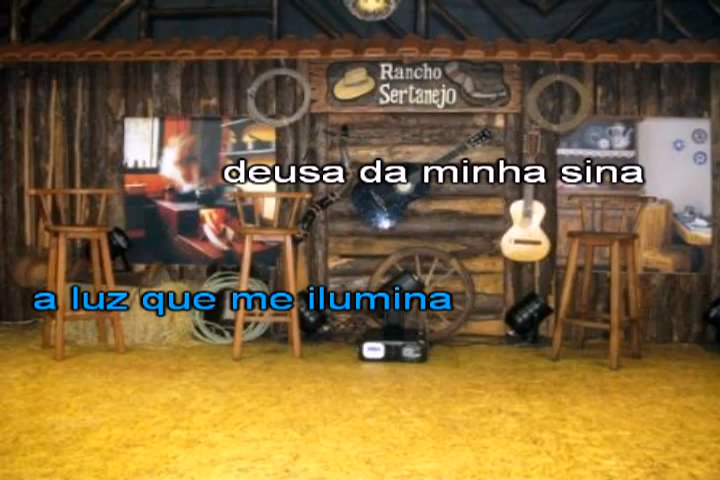 Rancho
Sertanejo
deusa da minha sina
a luz que me ilumina